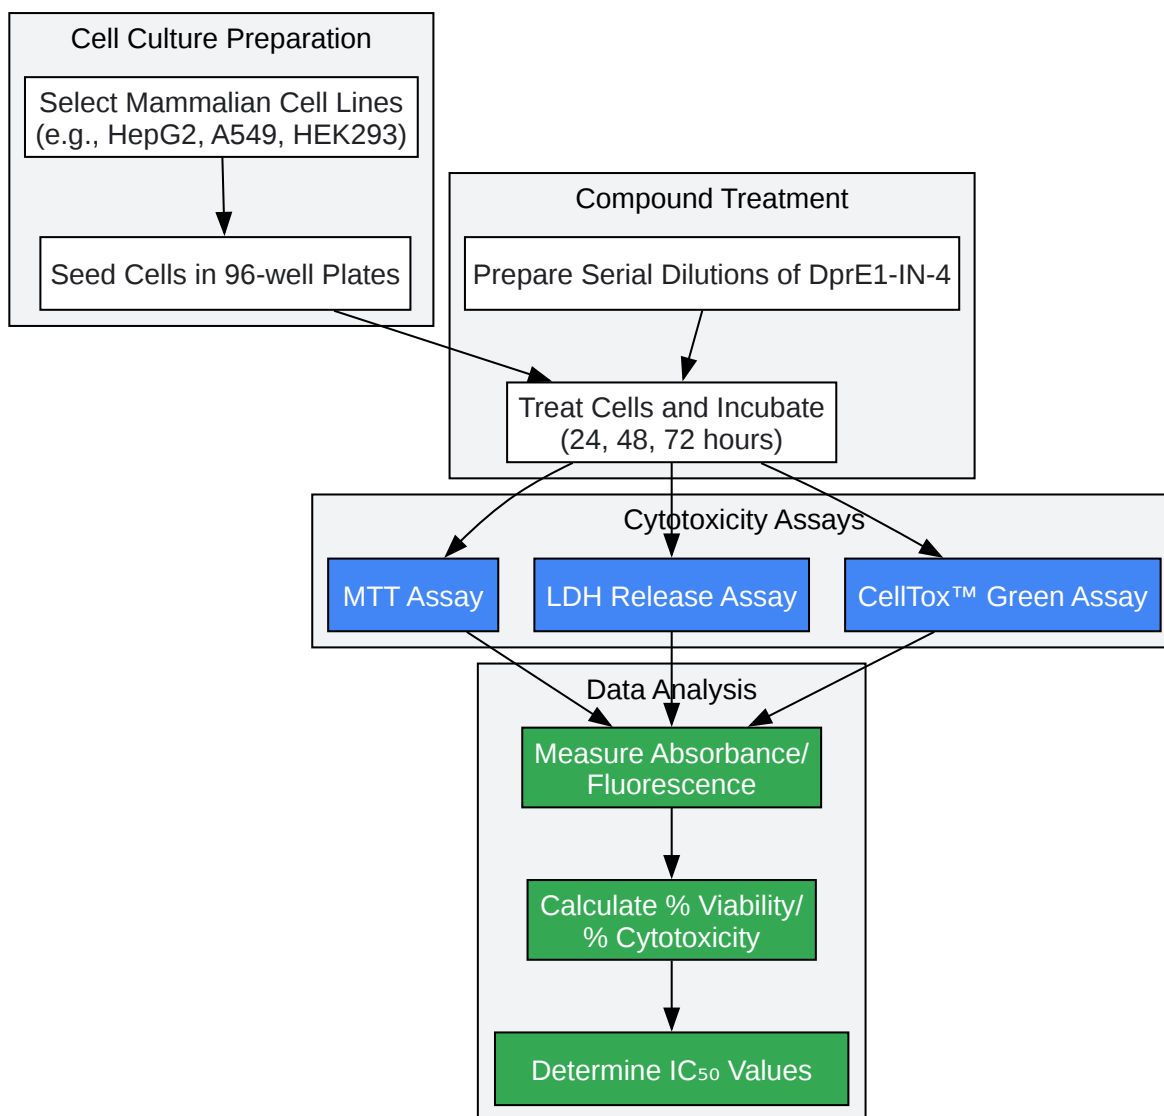 Cell Culture Preparation
Select Mammalian Cell Lines
(e.g., HepG2, A549, HEK293)
Seed Cells in 96-well Plates
Compound Treatment
Prepare Serial Dilutions of DprE1-IN-4
Treat Cells and Incubate
(24, 48, 72 hours)
Cytotoxicity Assays
MTT Assay
LDH Release Assay
CellTox™ Green Assay
Data Analysis
Measure Absorbance/
Fluorescence
Calculate % Viability/
% Cytotoxicity
Determine IC₅₀ Values